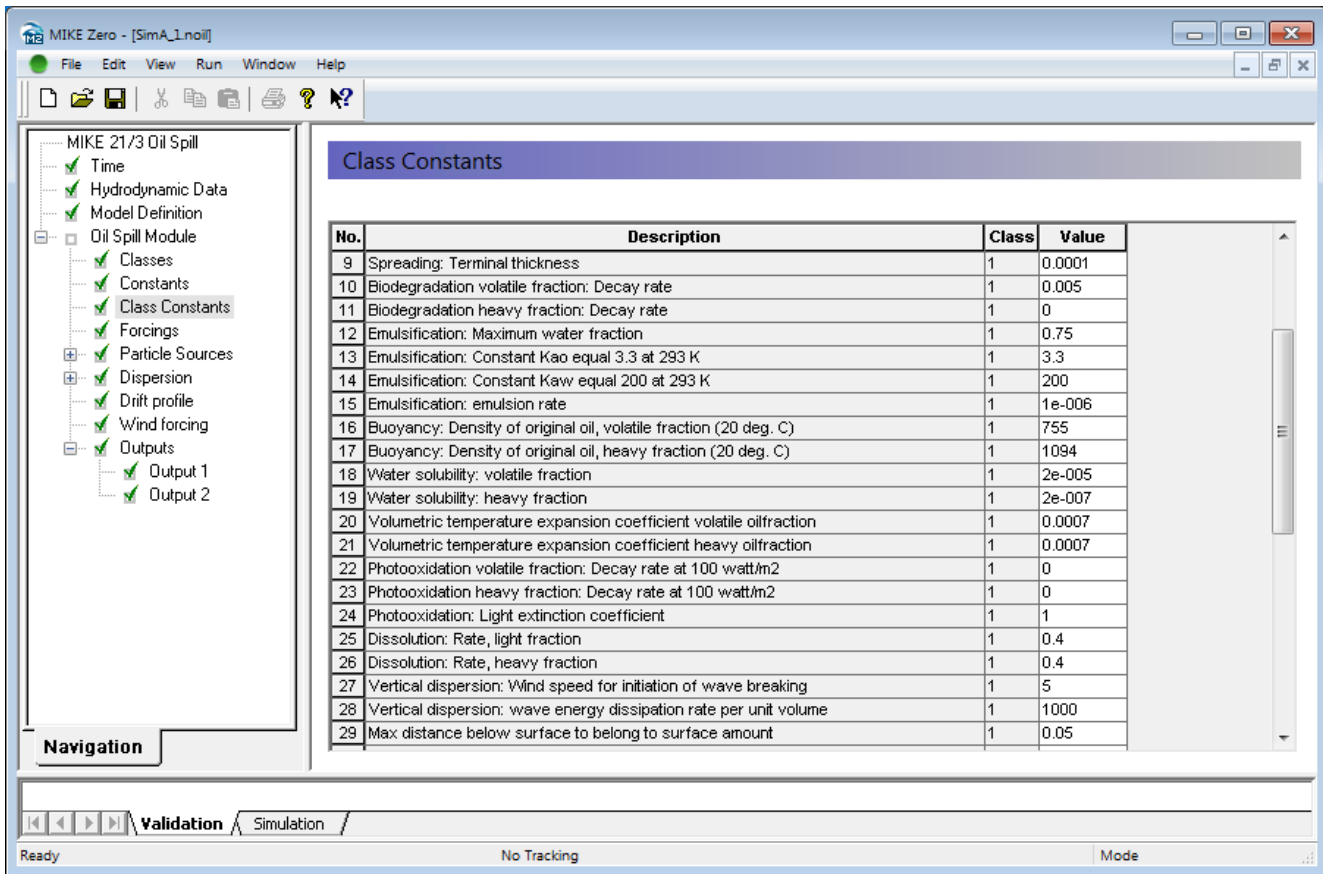 MIKE Zero - [SimA_1.noil]
File Edit View Run Window Help
MIKE 21/3 Oil Spill
Time
Hydrodynamic Data
Model Definition
Oil Spill Module
Classes
Constants
Class Constants
Forcings
Particle Sources
Dispersion
Drift profile
Wind forcing
Outputs
Output 1
Output 2
Navigation
Class Constants
No. Description Class Value
9 Spreading: Terminal thickness 1 0.0001
10 Biodegradation volatile fraction: Decay rate 1 0.005
11 Biodegradation heavy fraction: Decay rate 1 0
12 Emulsification: Maximum water fraction 1 0.75
13 Emulsification: Constant Kao equal 3.3 at 293 K 1 3.3
14 Emulsification: Constant Kaw equal 200 at 293 K 1 200
15 Emulsification: emulsion rate 1 1e-006
16 Buoyancy: Density of original oil, volatile fraction (20 deg. C) 1 755
17 Buoyancy: Density of original oil, heavy fraction (20 deg. C) 1 1094
18 Water solubility: volatile fraction 1 2e-005
19 Water solubility: heavy fraction 1 2e-007
20 Volumetric temperature expansion coefficient volatile oilfraction 1 0.0007
21 Volumetric temperature expansion coefficient heavy oilfraction 1 0.0007
22 Photooxidation volatile fraction: Decay rate at 100 watt/m2 1 0
23 Photooxidation heavy fraction: Decay rate at 100 watt/m2 1 0
24 Photooxidation: Light extinction coefficient 1 1
25 Dissolution: Rate, light fraction 1 0.4
26 Dissolution: Rate, heavy fraction 1 0.4
27 Vertical dispersion: Wind speed for initiation of wave breaking 1 5
28 Vertical dispersion: wave energy dissipation rate per unit volume 1 1000
29 Max distance below surface to belong to surface amount 1 0.05
Validation Simulation
Ready No Tracking Mode